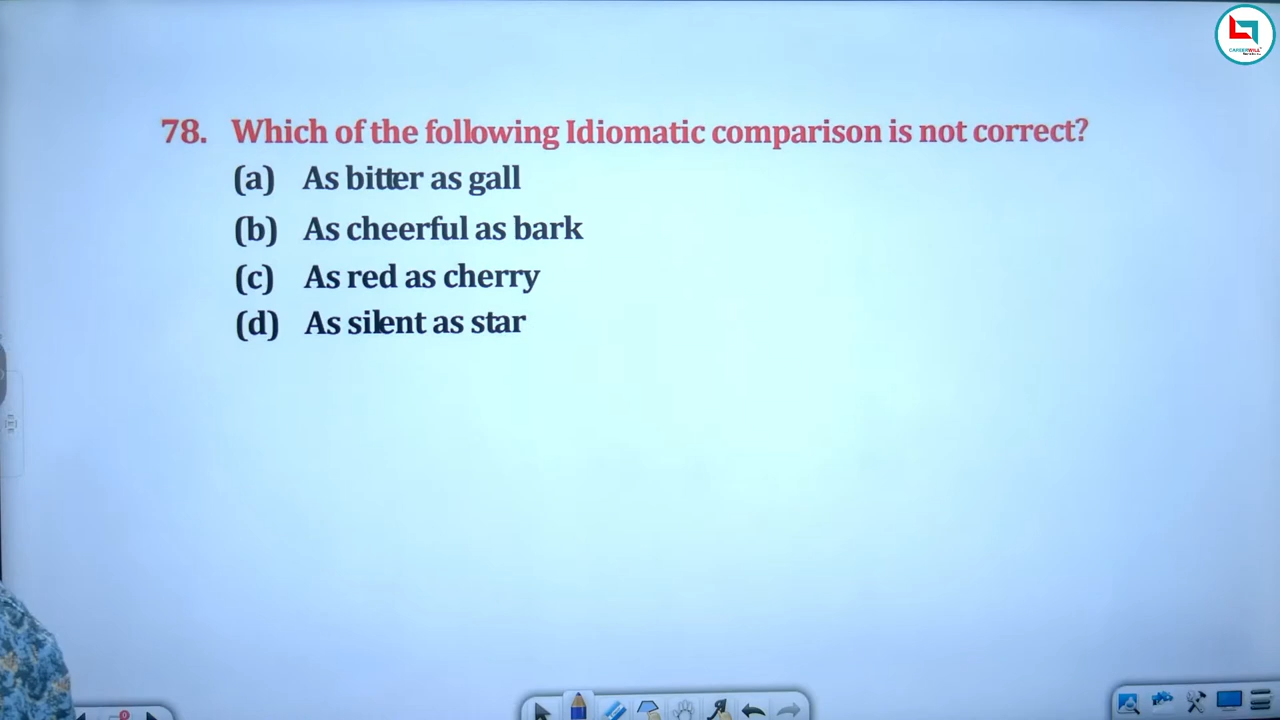 CAREERWILL
78. Which of the following Idiomatic comparison is not correct?
(a) As bitter as gall
(b) As cheerful as bark
(c) As red as cherry
(d) As silent as star